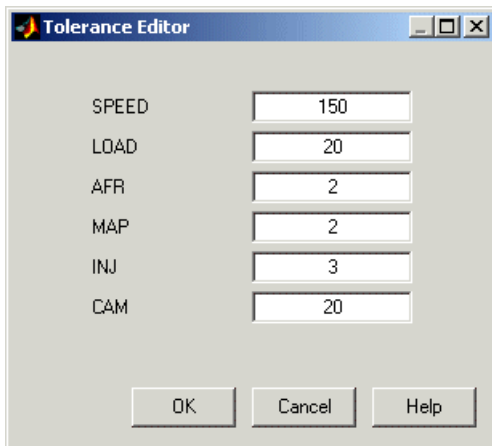 Tolerance Editor
SPEED 150
LOAD 20
AFR 2
MAP 2
INJ 3
CAM 20
OK Cancel Help